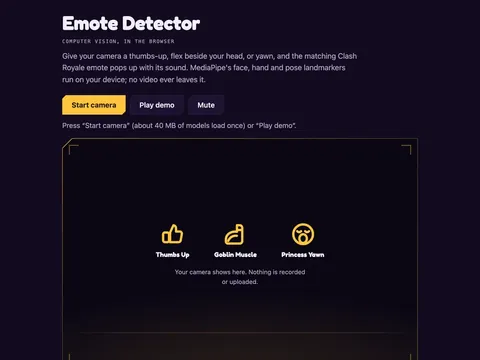 Emote Detector
COMPUTER VISION, IN THE BROWSER
Give your camera a thumbs-up, flex beside your head, or yawn, and the matching Clash
Royale emote pops up with its sound. MediaPipe's face, hand and pose landmarkers
run on your device; no video ever leaves it.
Start camera Play demo Mute
Press “Start camera” (about 40 MB of models load once) or “Play demo”.
Thumbs Up Goblin Muscle Princess Yawn
Your camera shows here. Nothing is recorded
or uploaded.